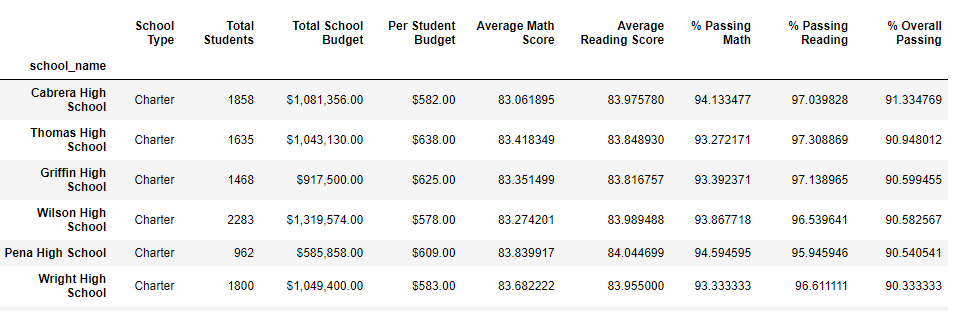 School Type Total Students Total School Budget Per Student Budget Average Math Score Average Reading Score % Passing Math % Passing Reading % Overall Passing
school_name
Cabrera High School Charter 1858 $1,081,356.00 $582.00 83.061895 83.975780 94.133477 97.039828 91.334769
Thomas High School Charter 1635 $1,043,130.00 $638.00 83.418349 83.848930 93.272171 97.308869 90.948012
Griffin High School Charter 1468 $917,500.00 $625.00 83.351499 83.816757 93.392371 97.138965 90.599455
Wilson High School Charter 2283 $1,319,574.00 $578.00 83.274201 83.989488 93.867718 96.539641 90.582567
Pena High School Charter 962 $585,858.00 $609.00 83.839917 84.044699 94.594595 95.945946 90.540541
Wright High School Charter 1800 $1,049,400.00 $583.00 83.682222 83.955000 93.333333 96.611111 90.333333